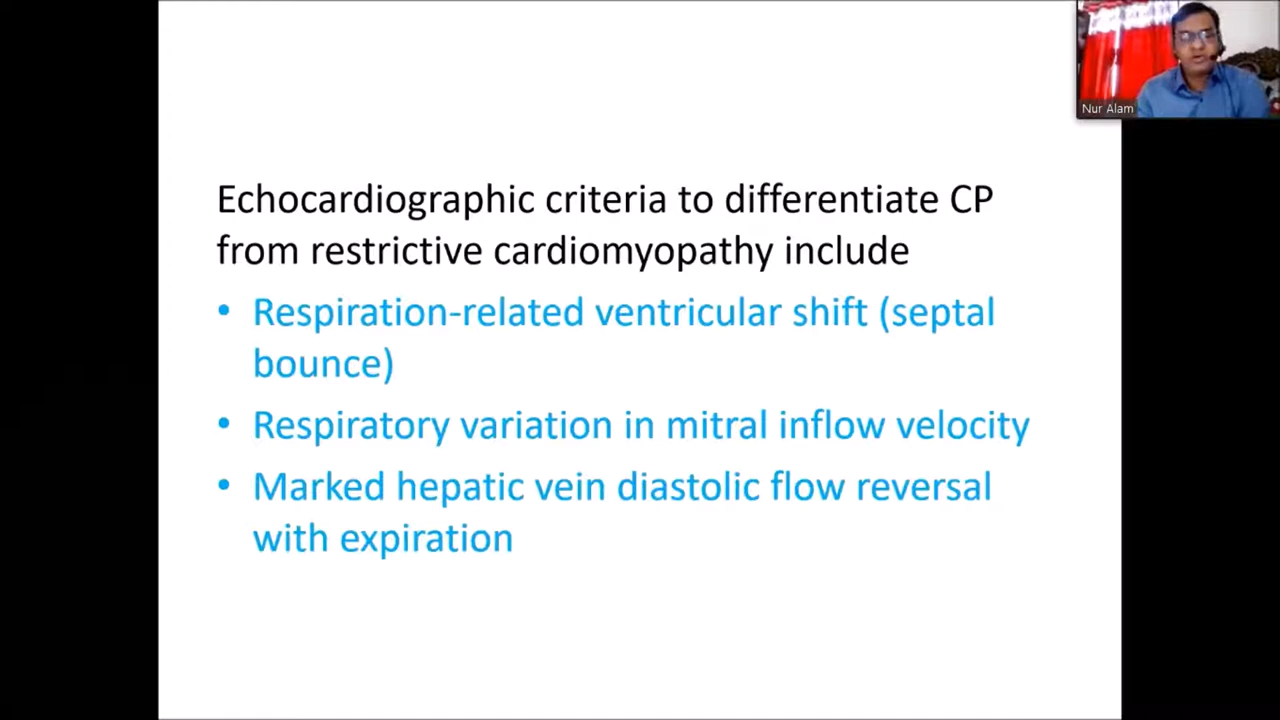 Nur Alam
Echocardiographic criteria to differentiate CP
from restrictive cardiomyopathy include
• Respiration-related ventricular shift (septal
bounce)
• Respiratory variation in mitral inflow velocity
• Marked hepatic vein diastolic flow reversal
with expiration